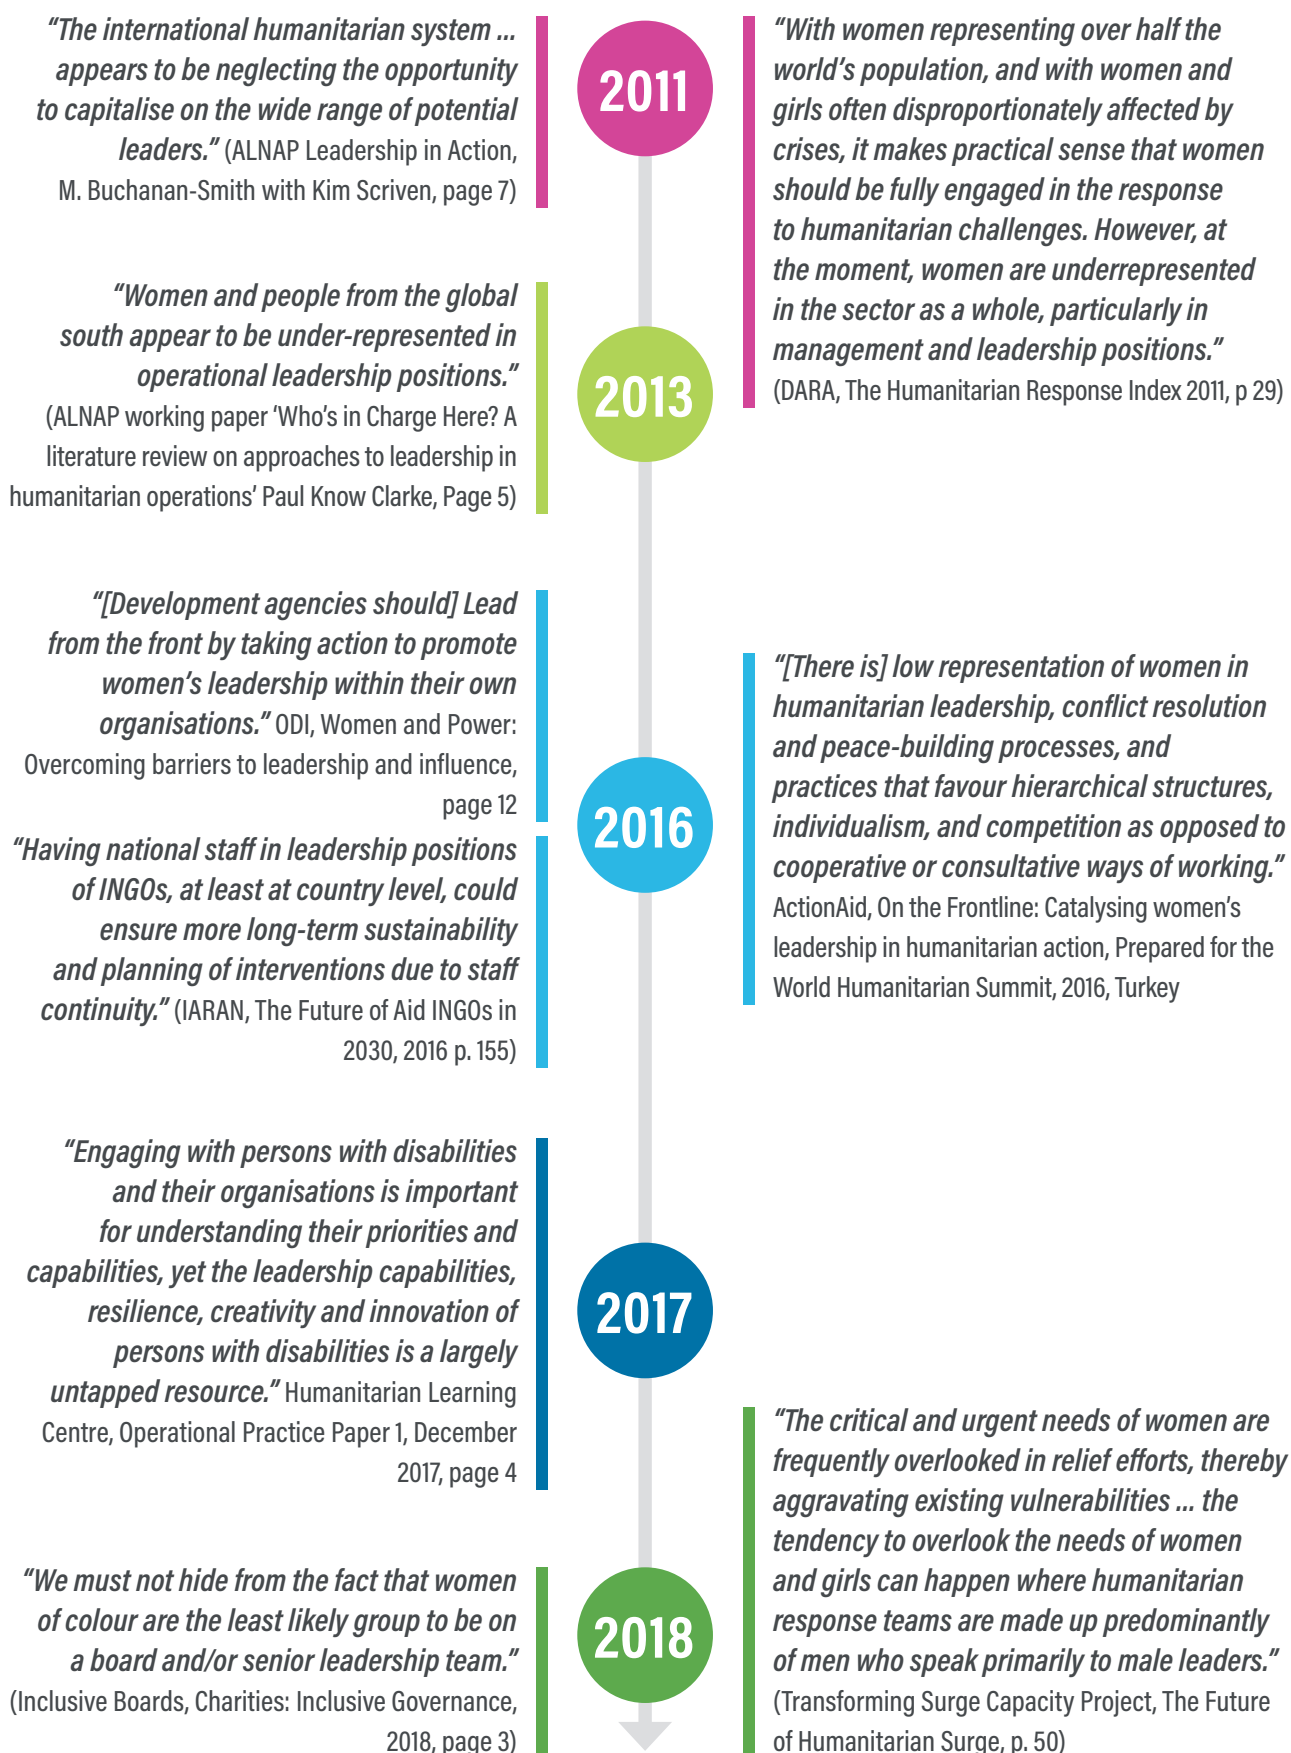 2011
“The international humanitarian system ...
appears to be neglecting the opportunity
to capitalise on the wide range of potential
leaders.” (ALNAP Leadership in Action,
M. Buchanan-Smith with Kim Scriven, page 7)
“With women representing over half the
world’s population, and with women and
girls often disproportionately affected by
crises, it makes practical sense that women
should be fully engaged in the response
to humanitarian challenges. However, at
the moment, women are underrepresented
in the sector as a whole, particularly in
management and leadership positions.”
(DARA, The Humanitarian Response Index 2011, p 29)
2013
“Women and people from the global
south appear to be under-represented in
operational leadership positions.”
(ALNAP working paper ‘Who’s in Charge Here? A
literature review on approaches to leadership in
humanitarian operations’ Paul Know Clarke, Page 5)
2016
“[Development agencies should] Lead
from the front by taking action to promote
women’s leadership within their own
organisations.” ODI, Women and Power:
Overcoming barriers to leadership and influence,
page 12
“Having national staff in leadership positions
of INGOs, at least at country level, could
ensure more long-term sustainability
and planning of interventions due to staff
continuity.” (IARAN, The Future of Aid INGOs in
2030, 2016 p. 155)
“[There is] low representation of women in
humanitarian leadership, conflict resolution
and peace-building processes, and
practices that favour hierarchical structures,
individualism, and competition as opposed to
cooperative or consultative ways of working.”
ActionAid, On the Frontline: Catalysing women’s
leadership in humanitarian action, Prepared for the
World Humanitarian Summit, 2016, Turkey
2017
“Engaging with persons with disabilities
and their organisations is important
for understanding their priorities and
capabilities, yet the leadership capabilities,
resilience, creativity and innovation of
persons with disabilities is a largely
untapped resource.” Humanitarian Learning
Centre, Operational Practice Paper 1, December
2017, page 4
2018
“We must not hide from the fact that women
of colour are the least likely group to be on
a board and/or senior leadership team.”
(Inclusive Boards, Charities: Inclusive Governance,
2018, page 3)
“The critical and urgent needs of women are
frequently overlooked in relief efforts, thereby
aggravating existing vulnerabilities ... the
tendency to overlook the needs of women
and girls can happen where humanitarian
response teams are made up predominantly
of men who speak primarily to male leaders.”
(Transforming Surge Capacity Project, The Future
of Humanitarian Surge, p. 50)